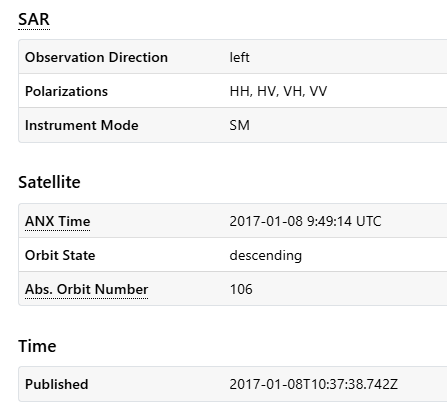 SAR
Observation Direction left
Polarizations HH, HV, VH, VV
Instrument Mode SM
Satellite
ANX Time 2017-01-08 9:49:14 UTC
Orbit State descending
Abs. Orbit Number 106
Time
Published 2017-01-08T10:37:38.742Z